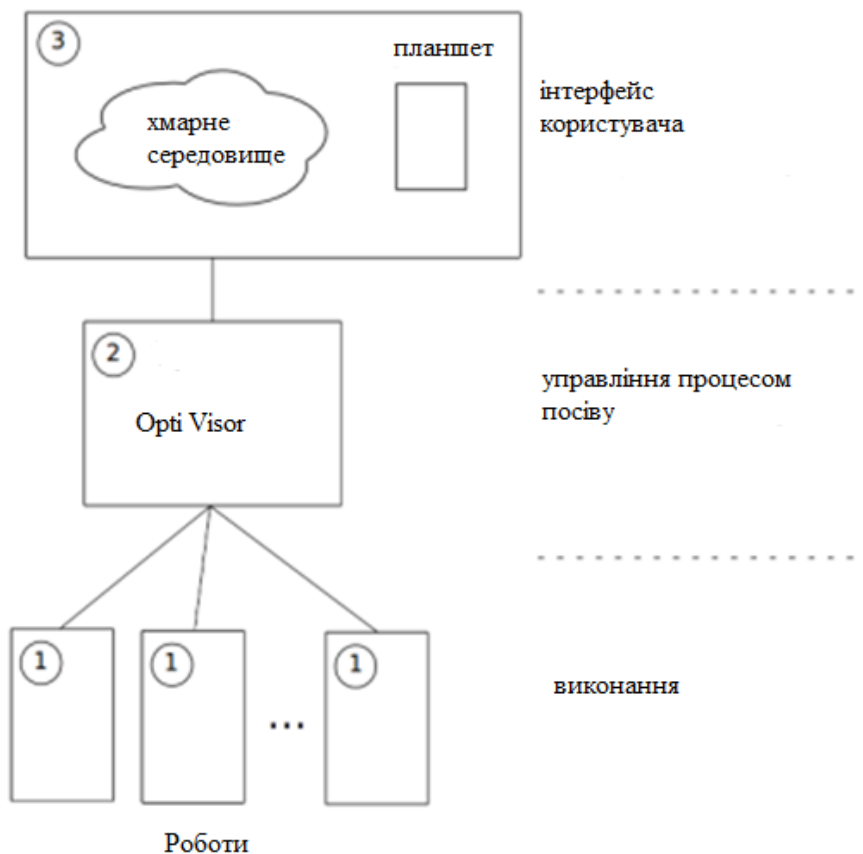 3
планшет
хмарне
середовище
інтерфейс
користувача
2
Opti Visor
управління процесом
посіву
1
1
1
...
виконання
Роботи